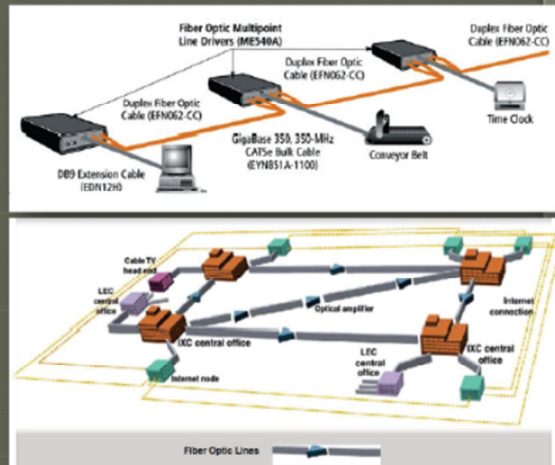 Fiber Optic Multipoint
Line Drivers (ME540A)
Duplex Fiber Optic
Cable (EFN062-CC)
Duplex Fiber Optic
Cable (EFN062-CC)
Duplex Fiber Optic
Cable (EFN062-CC)
Time Clock
GigaBase 350, 350-MHz
CAT5e Bulk Cable
(EYN851A-1100)
Conveyor Belt
DB9 Extension Cable
(EDN12H)
Cable TV
head end
LEC
central
office
Optical amplifier
Internet
connection
IXC central office
LEC
central
office
IXC central
office
Internet node
Fiber Optic Lines